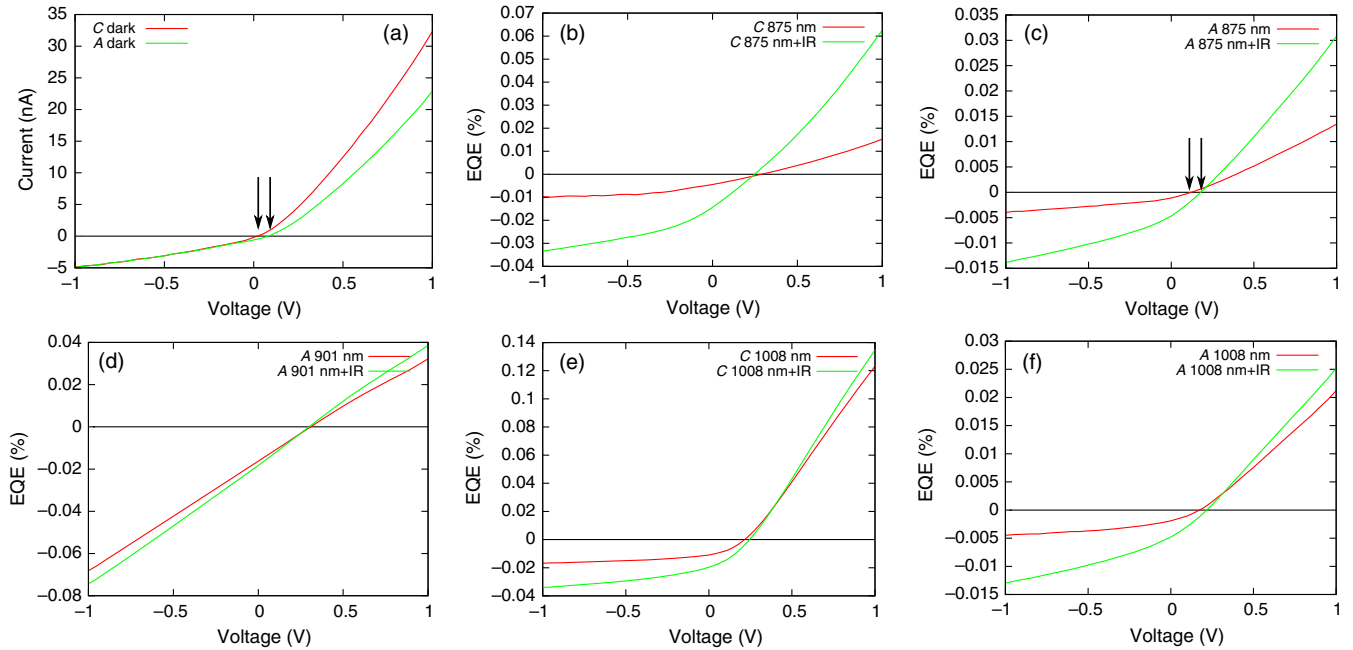 C dark
A dark
(a)
35
30
25
20
15
10
5
0
−5
Current (nA)
−1
−0.5
0
0.5
1
Voltage (V)
(b)
C 875 nm
C 875 nm+IR
0.07
0.06
0.05
0.04
0.03
0.02
0.01
0
−0.01
−0.02
−0.03
−0.04
EQE (%)
−1
−0.5
0
0.5
1
Voltage (V)
(c)
A 875 nm
A 875 nm+IR
0.035
0.03
0.025
0.02
0.015
0.01
0.005
0
−0.005
−0.01
−0.015
EQE (%)
−1
−0.5
0
0.5
1
Voltage (V)
(d)
A 901 nm
A 901 nm+IR
0.04
0.02
0
−0.02
−0.04
−0.06
−0.08
EQE (%)
−1
−0.5
0
0.5
1
Voltage (V)
(e)
C 1008 nm
C 1008 nm+IR
0.14
0.12
0.1
0.08
0.06
0.04
0.02
0
−0.02
−0.04
EQE (%)
−1
−0.5
0
0.5
1
Voltage (V)
(f)
A 1008 nm
A 1008 nm+IR
0.03
0.025
0.02
0.015
0.01
0.005
0
−0.005
−0.01
−0.015
EQE (%)
−1
−0.5
0
0.5
1
Voltage (V)